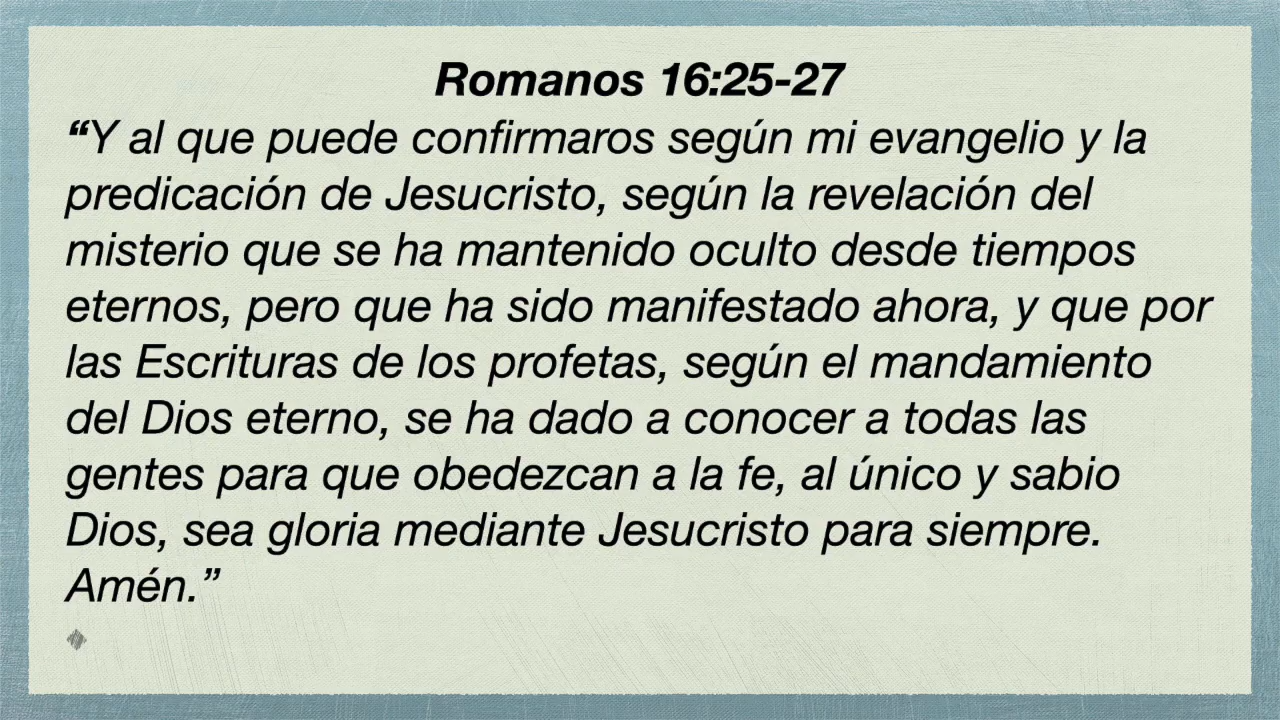 Romanos 16:25-27
“Y al que puede confirmaros según mi evangelio y la
predicación de Jesucristo, según la revelación del
misterio que se ha mantenido oculto desde tiempos
eternos, pero que ha sido manifestado ahora, y que por
las Escrituras de los profetas, según el mandamiento
del Dios eterno, se ha dado a conocer a todas las
gentes para que obedezcan a la fe, al único y sabio
Dios, sea gloria mediante Jesucristo para siempre.
Amén.”